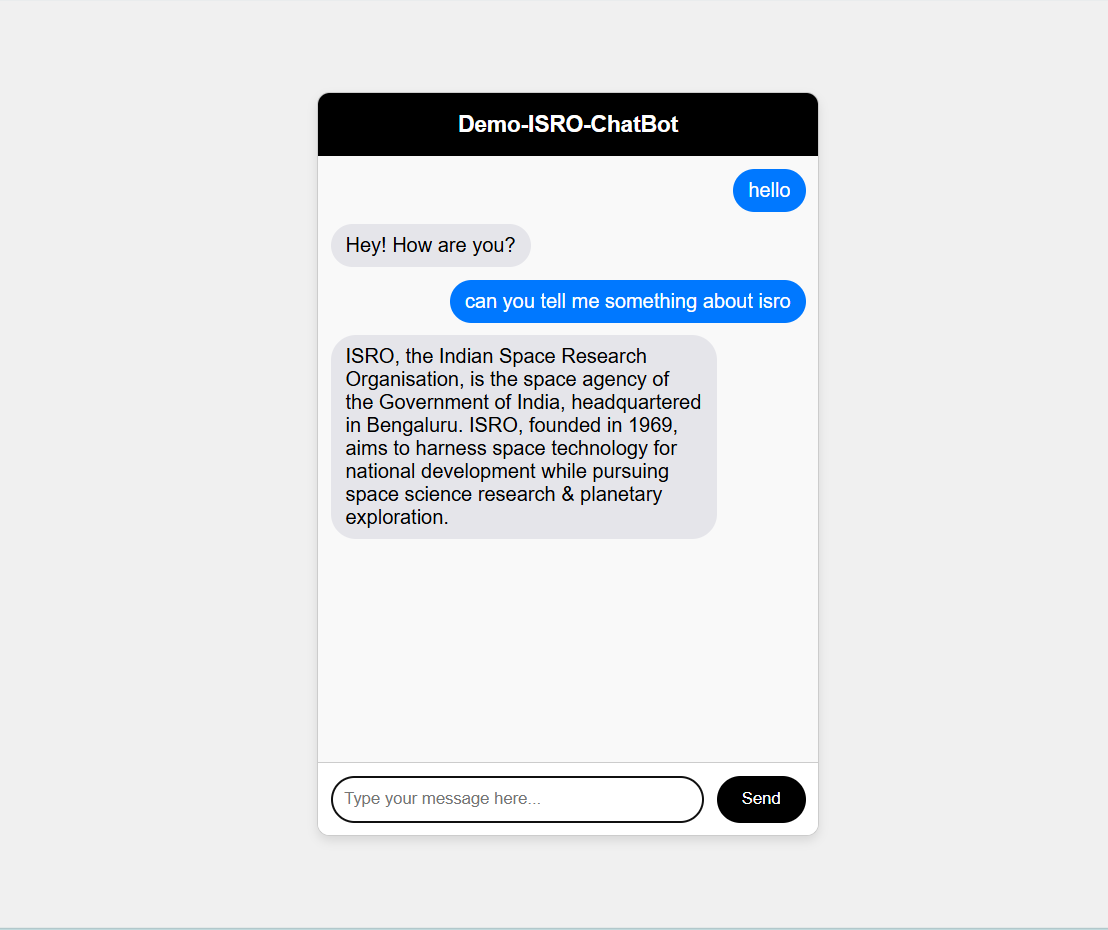 Demo-ISRO-ChatBot
hello
Hey! How are you?
can you tell me something about isro
ISRO, the Indian Space Research
Organisation, is the space agency of
the Government of India, headquartered
in Bengaluru. ISRO, founded in 1969,
aims to harness space technology for
national development while pursuing
space science research & planetary
exploration.
Type your message here...
Send